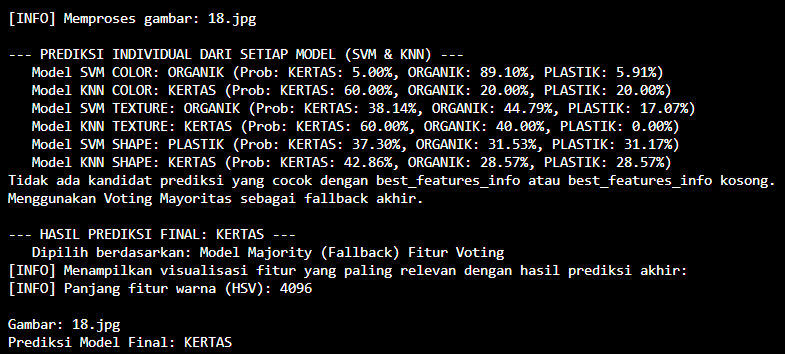 [INFO] Memproses gambar: 18.jpg
--- PREDIKSI INDIVIDUAL DARI SETIAP MODEL (SVM & KNN) ---
Model SVM COLOR: ORGANIK (Prob: KERTAS: 5.00%, ORGANIK: 89.10%, PLASTIK: 5.91%)
Model KNN COLOR: KERTAS (Prob: KERTAS: 60.00%, ORGANIK: 20.00%, PLASTIK: 20.00%)
Model SVM TEXTURE: ORGANIK (Prob: KERTAS: 38.14%, ORGANIK: 44.79%, PLASTIK: 17.07%)
Model KNN TEXTURE: KERTAS (Prob: KERTAS: 60.00%, ORGANIK: 40.00%, PLASTIK: 0.00%)
Model SVM SHAPE: PLASTIK (Prob: KERTAS: 37.30%, ORGANIK: 31.53%, PLASTIK: 31.17%)
Model KNN SHAPE: KERTAS (Prob: KERTAS: 42.86%, ORGANIK: 28.57%, PLASTIK: 28.57%)
Tidak ada kandidat prediksi yang cocok dengan best_features_info atau best_features_info kosong.
Menggunakan Voting Mayoritas sebagai fallback akhir.
--- HASIL PREDIKSI FINAL: KERTAS ---
Dipilih berdasarkan: Model Majority (Fallback) Fitur Voting
[INFO] Menampilkan visualisasi fitur yang paling relevan dengan hasil prediksi akhir:
[INFO] Panjang fitur warna (HSV): 4096
Gambar: 18.jpg
Prediksi Model Final: KERTAS